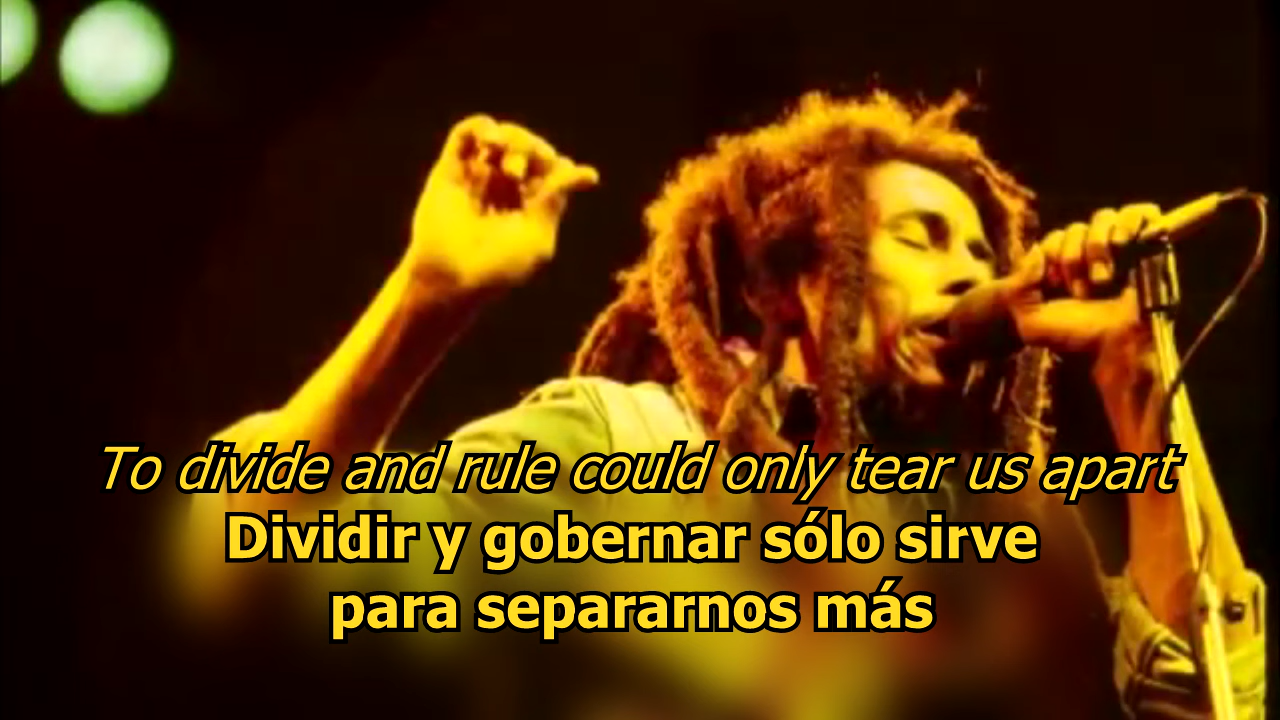 To divide and rule could only tear us apart
Dividir y gobernar sólo sirve
para separarnos más